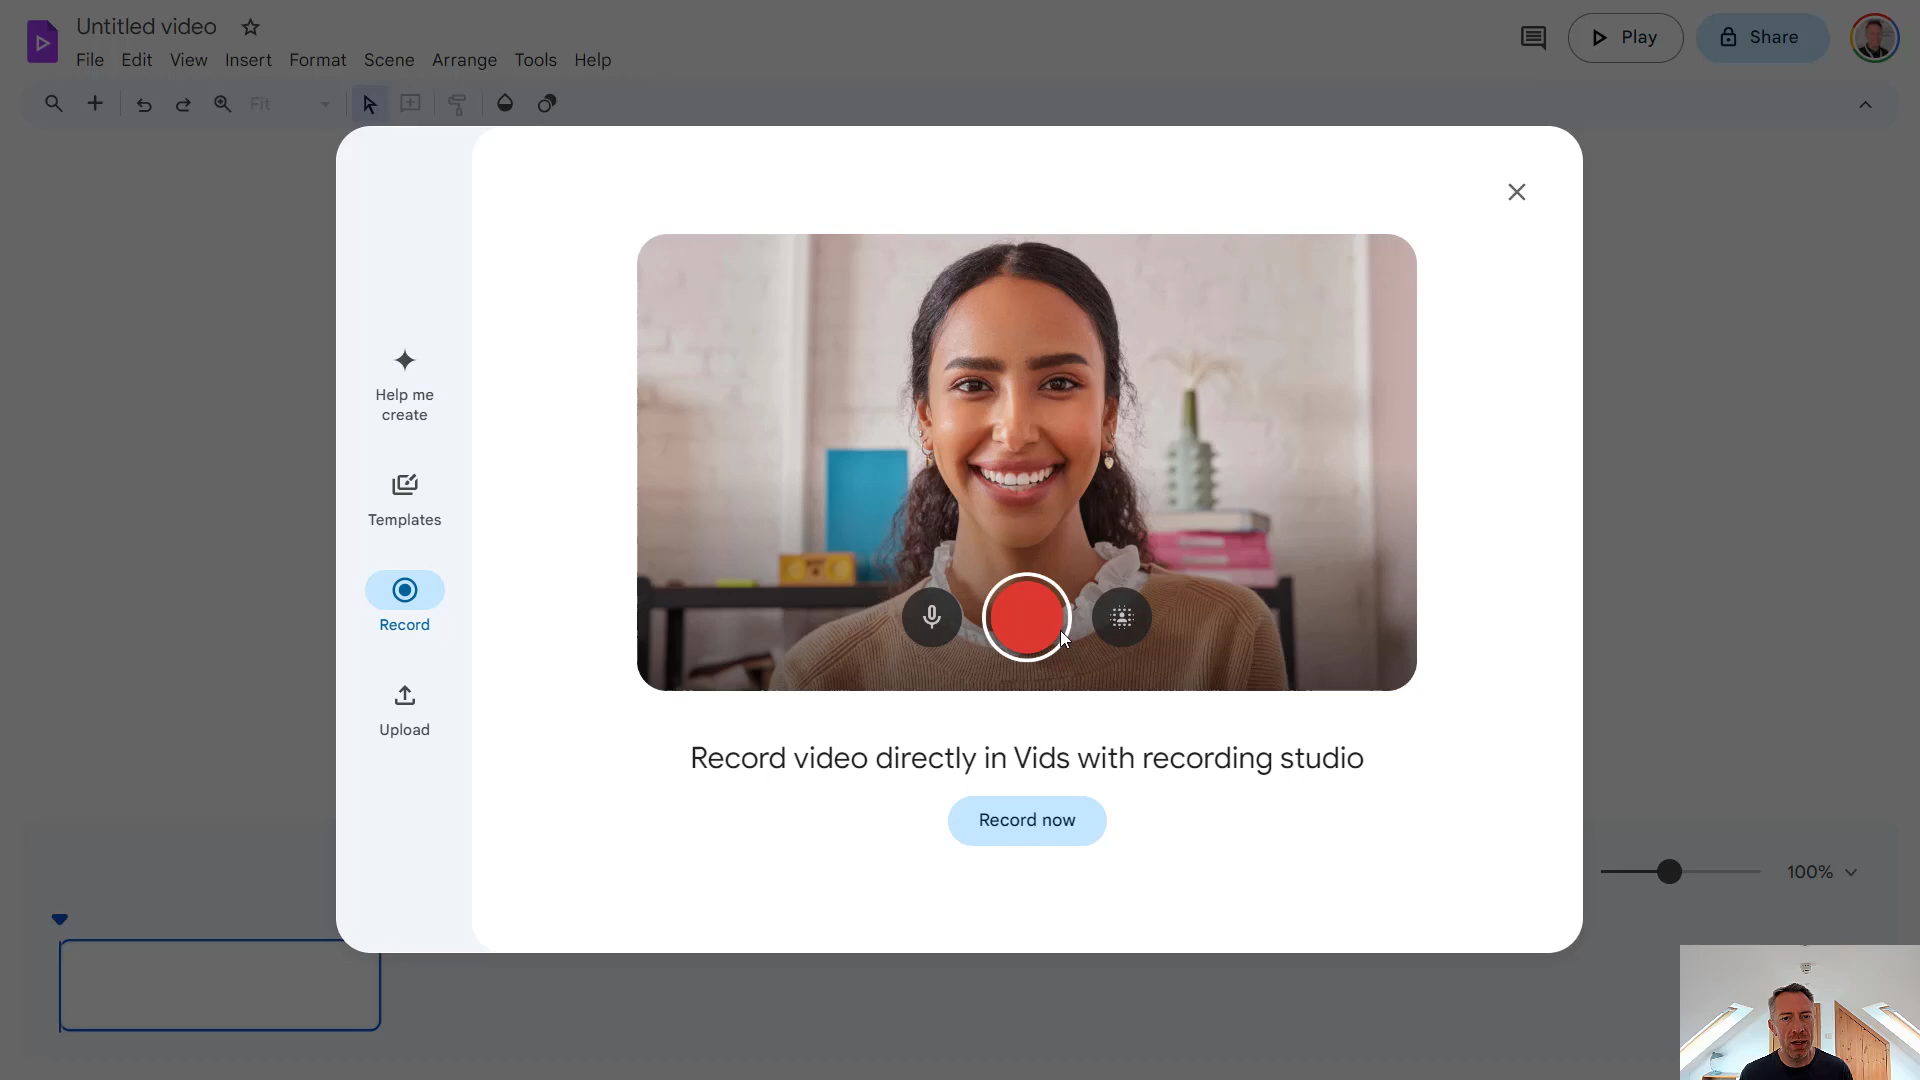 Untitled video
File Edit View Insert Format Scene Arrange Tools Help
Play
Share
Fit
Help me
create
Templates
Record
Upload
Record video directly in Vids with recording studio
Record now
100%